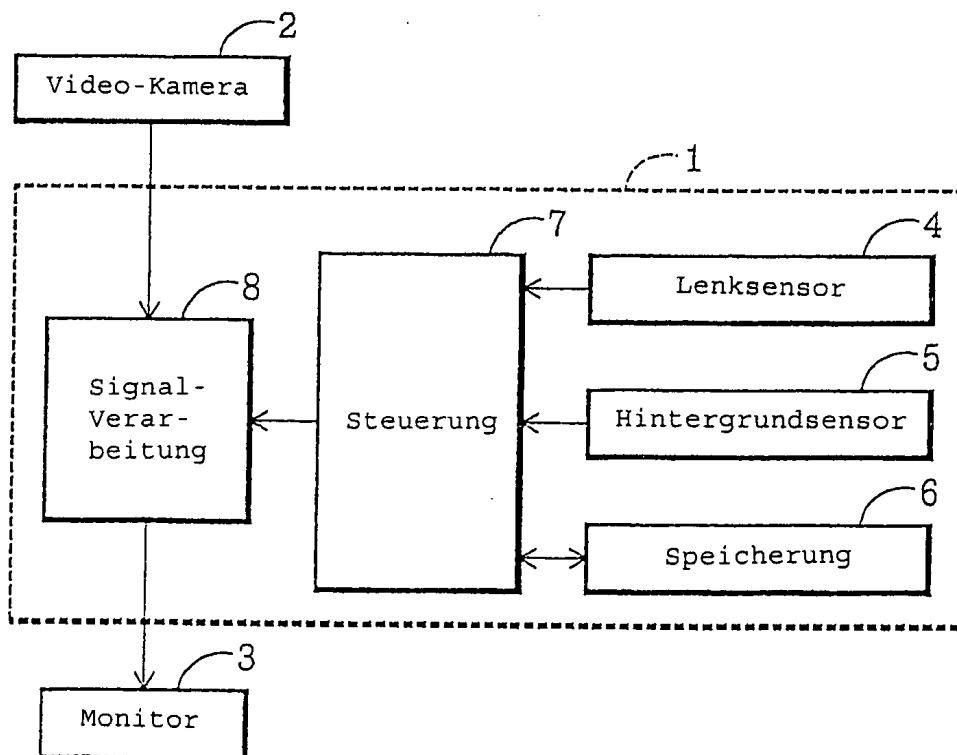 2
Video-Kamera
1
7
4
Lenksensor
8
5
Signal-
Verar-
beitung
Steuerung
Hintergrundsensor
6
Speicherung
3
Monitor